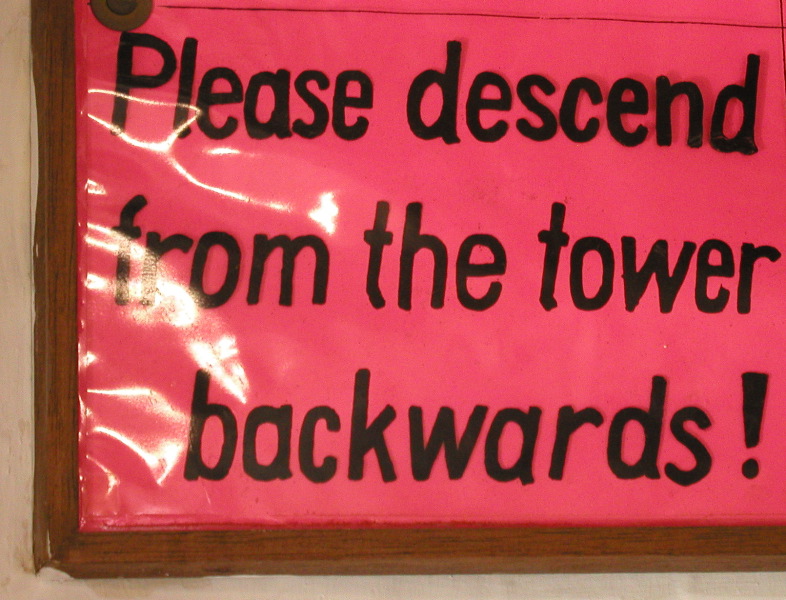 Please descend
from the tower
backwards!